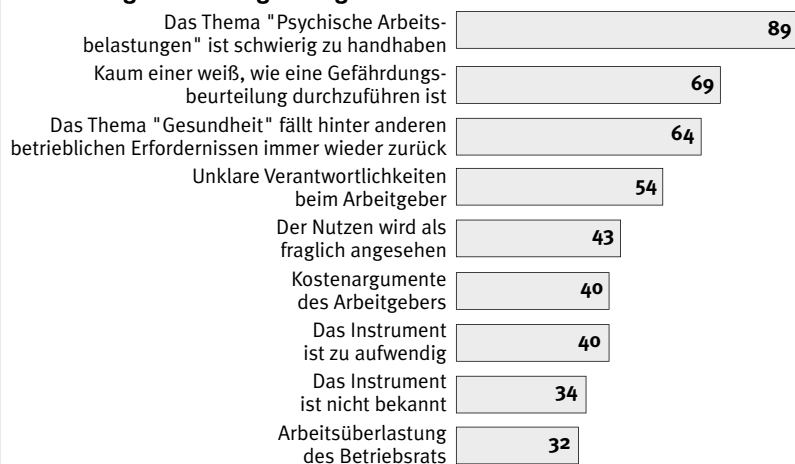 Das Thema "Psychische Arbeits-
belastungen" ist schwierig zu handhaben
89
Kaum einer weiß, wie eine Gefährdungs-
beurteilung durchzuführen ist
69
Das Thema "Gesundheit" fällt hinter anderen
betrieblichen Erfordernissen immer wieder zurück
64
Unklare Verantwortlichkeiten
beim Arbeitgeber
54
Der Nutzen wird als
fraglich angesehen
43
Kostenargumente
des Arbeitgebers
40
Das Instrument
ist zu aufwendig
40
Das Instrument
ist nicht bekannt
34
Arbeitsüberlastung
des Betriebsrats
32